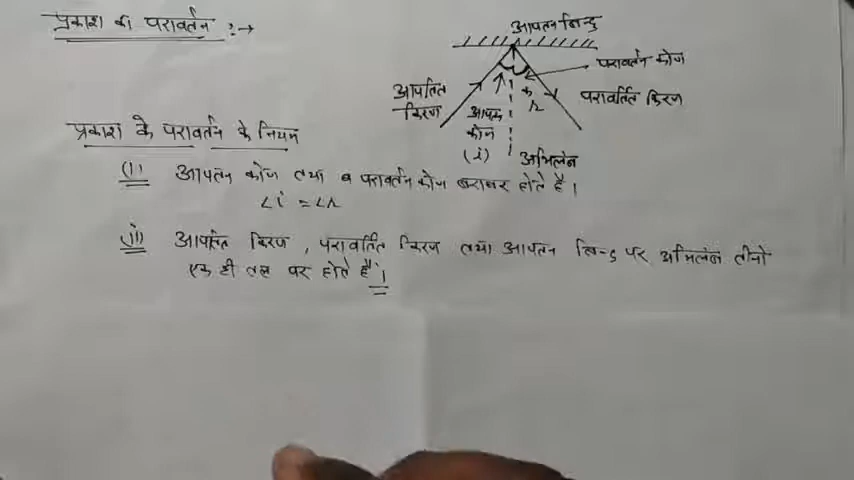 प्रकाश का परावर्तन :→
आपतन बिन्दु
परावर्तन कोण
आपतित
किरण
परावर्तित किरण
आपतन
कोन
(i)
r
अभिलंब
प्रकाश के परावर्तन के नियम
(i) आपतन कोण तथा व परावर्तन कोण बराबर होते है।
∠i = ∠r
(ii) आपतित किरण, परावर्तित किरण तथा आपतन बिन्दु पर अभिलंब तीनो
एक ही तल पर होते है।